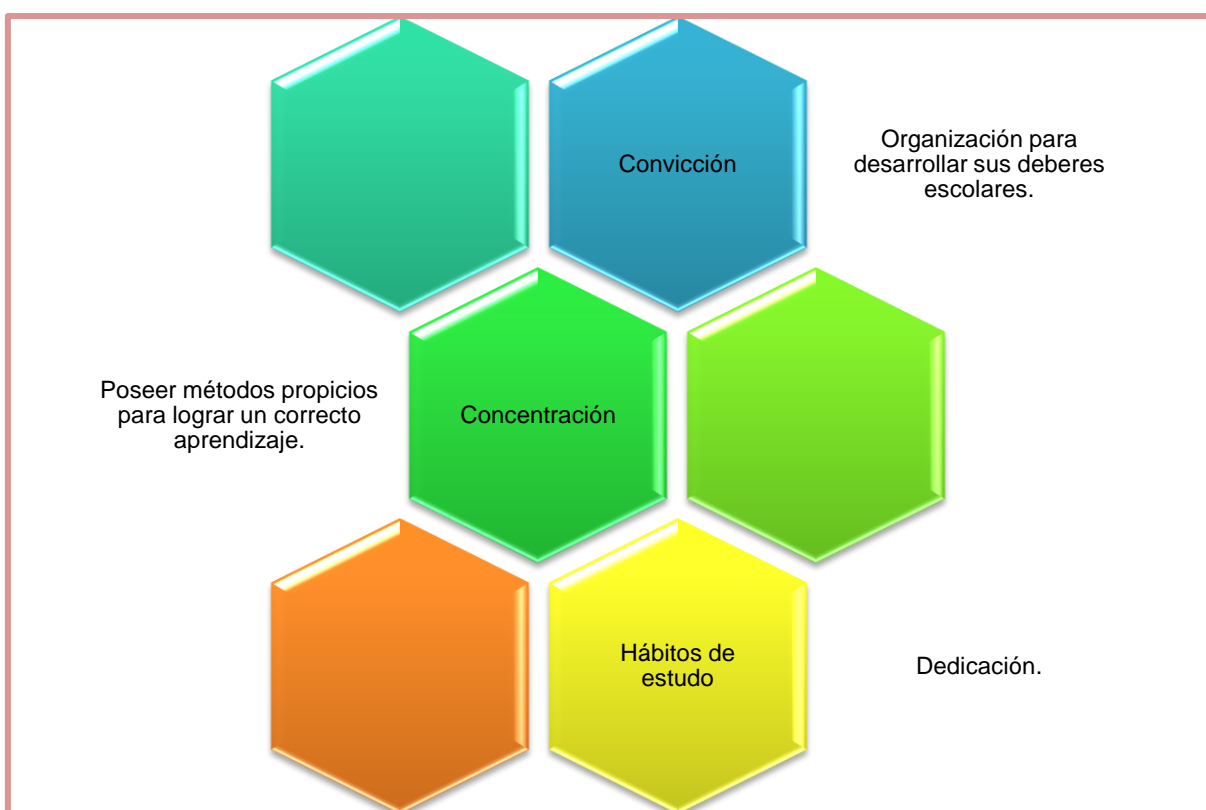 Convicción
Organización para
desarrollar sus deberes
escolares.
Poseer métodos propicios
para lograr un correcto
aprendizaje.
Concentración
Hábitos de
estudo
Dedicación.